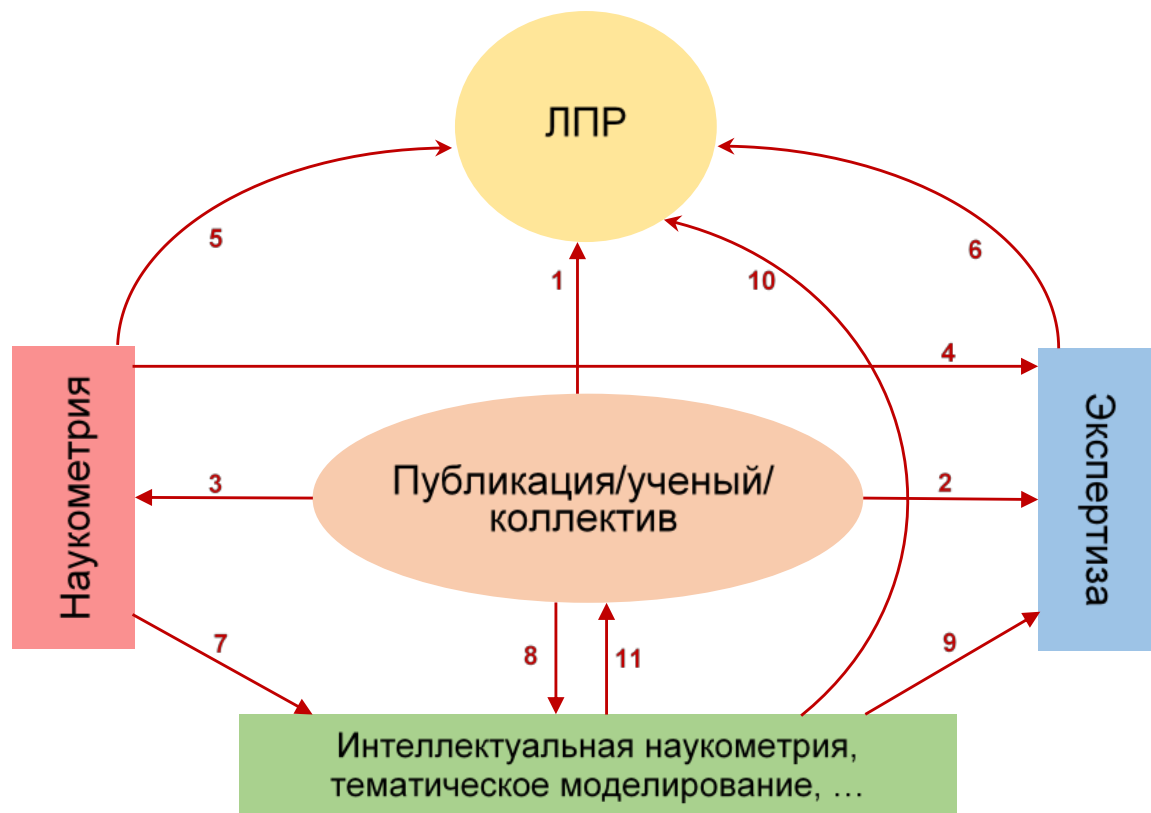 ЛПР
5
1
10
6
4
Наукометрия
Публикация/ученый/
коллектив
Экспертиза
3
2
7
8
11
9
Интеллектуальная наукометрия,
тематическое моделирование, …